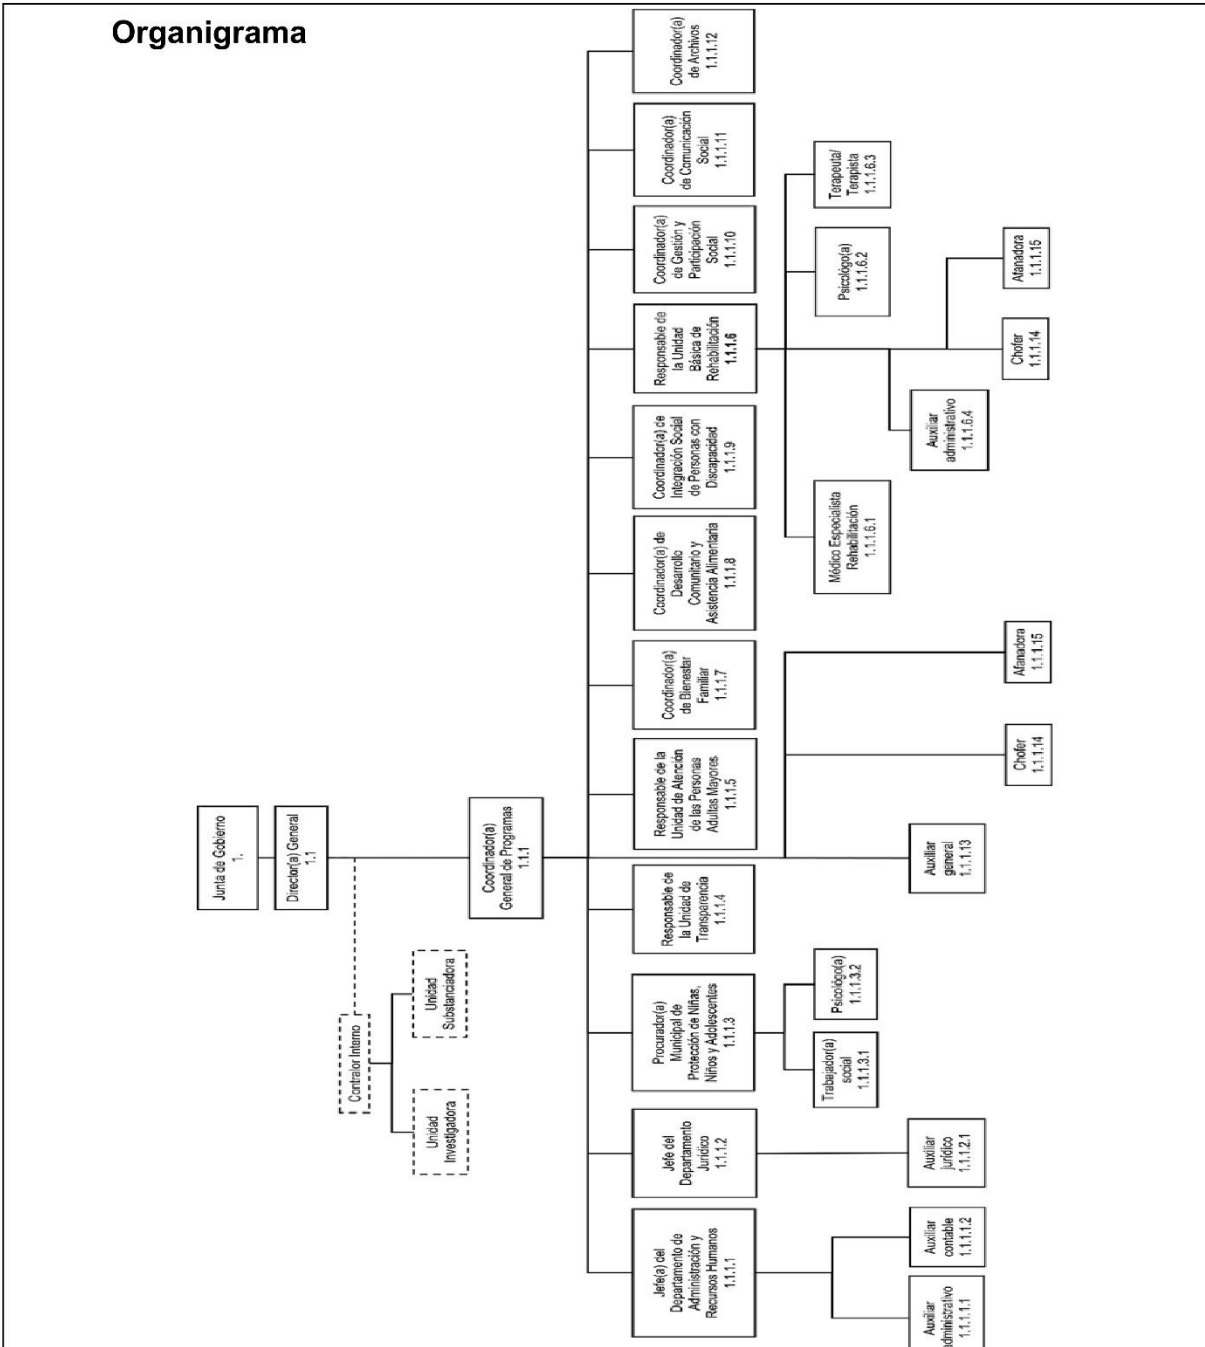 Organigrama
Junta de Gobierno
1.
Director(a) General
1.1
Contralor Interno
Unidad
Investigadora
Unidad
Substanciadora
Coordinador(a)
General de Programas
1.1.1
Jefe(a) del
Departamento de
Administración y
Recursos Humanos
1.1.1.1
Jefe del
Departamento
Jurídico
1.1.1.2
Procurador(a)
Municipal de
Protección de Niñas,
Niños y Adolescentes
1.1.1.3
Responsable de
la Unidad de
Transparencia
1.1.1.4
Responsable de la
Unidad de Atención
de las Personas
Adultas Mayores
1.1.1.5
Coordinador(a)
de Bienestar
Familiar
1.1.1.7
Coordinador(a) de
Desarrollo
Comunitario y
Asistencia Alimentaria
1.1.1.8
Coordinador(a) de
Integración Social
de Personas con
Discapacidad
1.1.1.9
Responsable de
la Unidad
Básica de
Rehabilitación
1.1.1.6
Coordinador(a)
de Gestión y
Participación
Social
1.1.1.10
Coordinador(a)
de Comunicación
Social
1.1.1.11
Coordinador(a)
de Archivos
1.1.1.12
Trabajador(a)
social
1.1.1.3.1
Psicológo(a)
1.1.1.3.2
Médico Especialista
Rehabilitación
1.1.1.6.1
Psicológo(a)
1.1.1.6.2
Terapeuta/
Terapista
1.1.1.6.3
Auxiliar
administrativo
1.1.1.1.1
Auxiliar
contable
1.1.1.1.2
Auxiliar
jurídico
1.1.1.2.1
Auxiliar
general
1.1.1.13
Auxiliar
administrativo
1.1.1.6.4
Chofer
1.1.1.14
Afanadora
1.1.1.15
Chofer
1.1.1.14
Afanadora
1.1.1.15